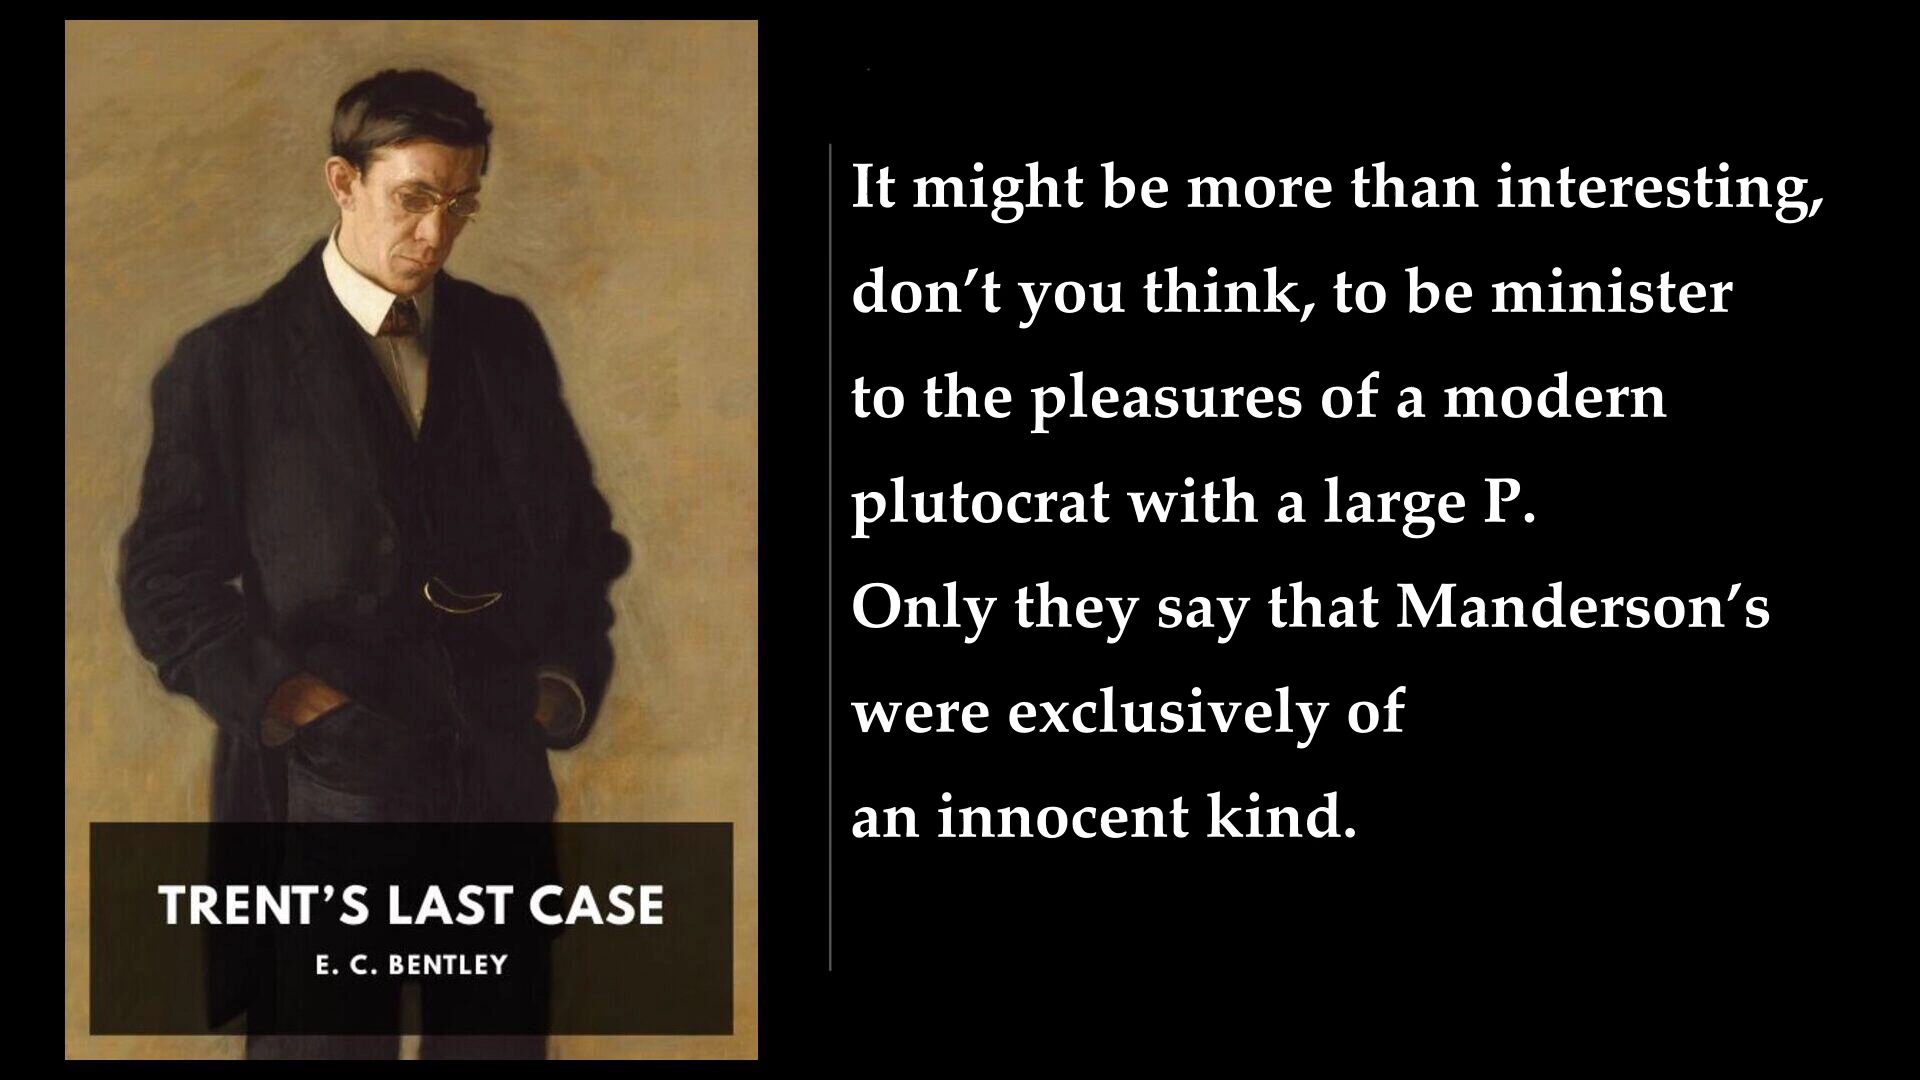 It might be more than interesting,
don’t you think, to be minister
to the pleasures of a modern
plutocrat with a large P.
Only they say that Manderson’s
were exclusively of
an innocent kind.
TRENT’S LAST CASE
E. C. BENTLEY